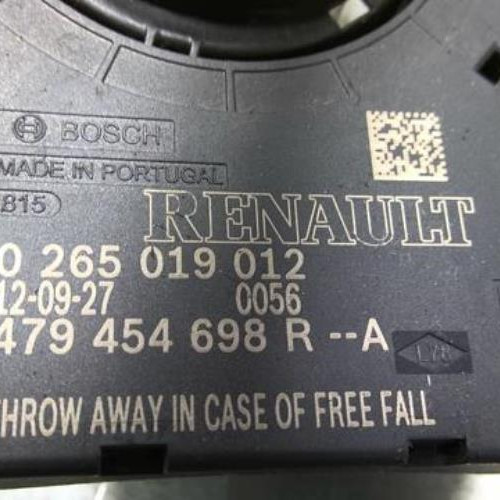 BOSCH
MADE IN PORTUGAL
815
RENAULT
0 265 019 012
12-09-27 0056
479 454 698 R --A
THROW AWAY IN CASE OF FREE FALL